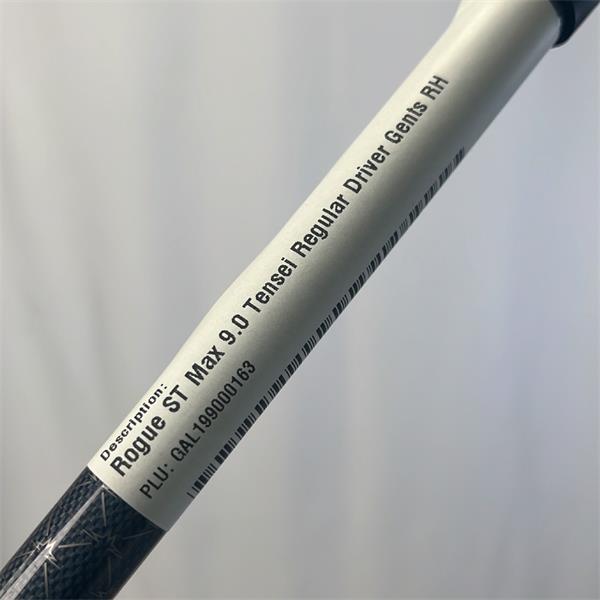 Description:
Rogue ST Max 9.0 Tensei Regular Driver Gents RH
PLU: GAL199000163